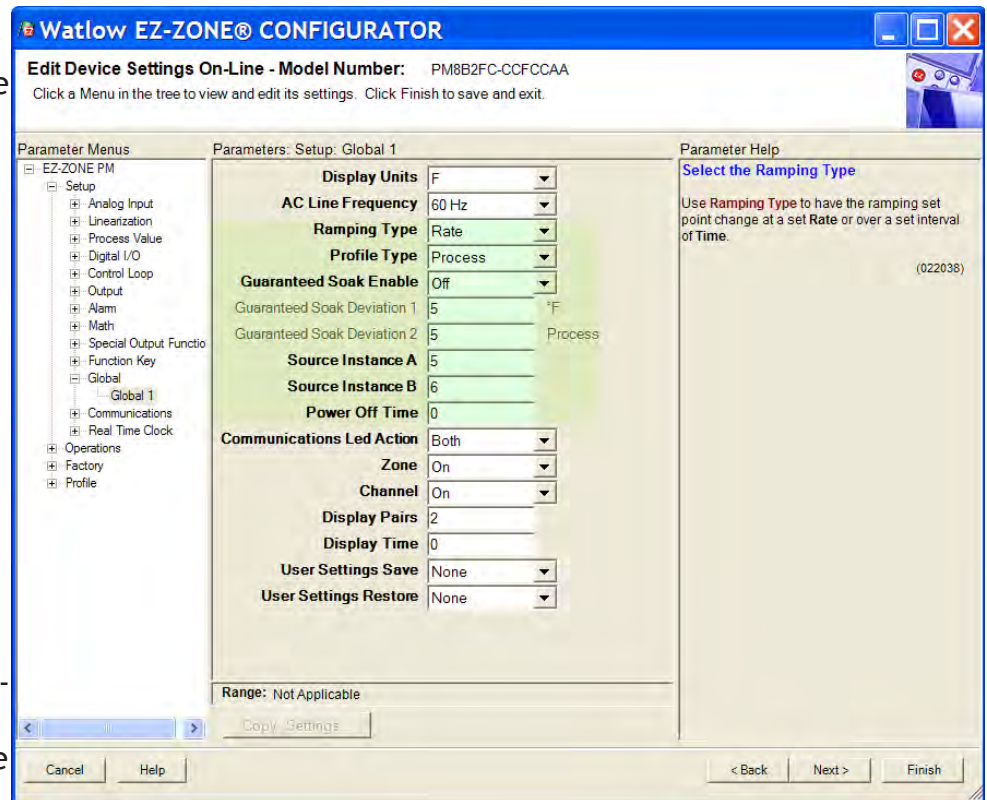 Watlow EZ-ZONE® CONFIGURATOR
Edit Device Settings On-Line - Model Number: PM8B2FC-CCFCCAA
Click a Menu in the tree to view and edit its settings. Click Finish to save and exit.
Parameter Menus
EZ-ZONE PM
Setup
Analog Input
Linearization
Process Value
Digital I/O
Control Loop
Output
Alarm
Math
Special Output Functio
Function Key
Global
Global 1
Communications
Real Time Clock
Operations
Factory
Profile
Parameters: Setup: Global 1
Display Units F
AC Line Frequency 60 Hz
Ramping Type Rate
Profile Type Process
Guaranteed Soak Enable Off
Guaranteed Soak Deviation 1 5 °F
Guaranteed Soak Deviation 2 5 Process
Source Instance A 5
Source Instance B 6
Power Off Time 0
Communications Led Action Both
Zone On
Channel On
Display Pairs 2
Display Time 0
User Settings Save None
User Settings Restore None
Range: Not Applicable
Copy Settings
Parameter Help
Select the Ramping Type
Use Ramping Type to have the ramping set
point change at a set Rate or over a set interval
of Time.
(022038)
e
-
e
Cancel Help < Back Next > Finish